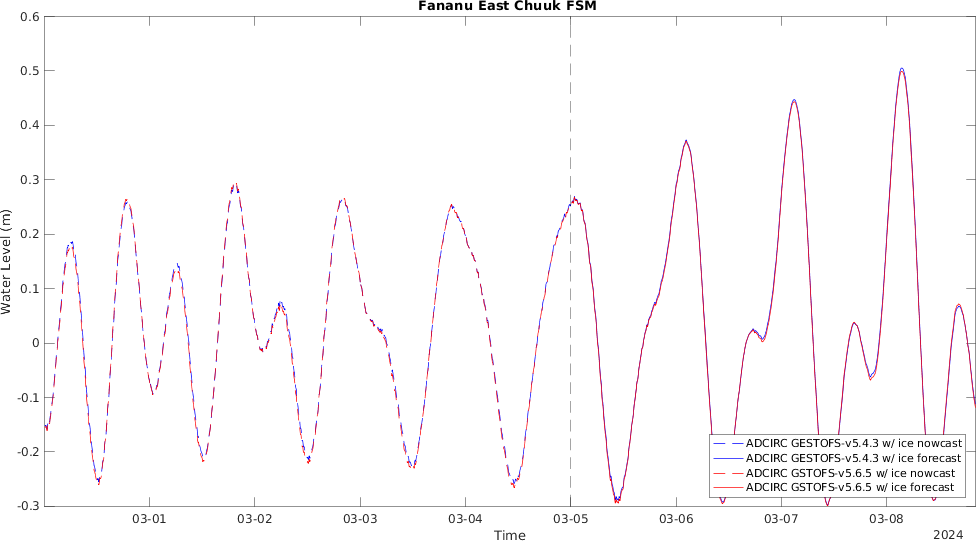 Fananu East Chuuk FSM
0.6
0.5
0.4
0.3
0.2
0.1
0
-0.1
-0.2
-0.3
Water Level (m)
ADCIRC GESTOFS-v5.4.3 w/ ice nowcast
ADCIRC GESTOFS-v5.4.3 w/ ice forecast
ADCIRC GSTOFS-v5.6.5 w/ ice nowcast
ADCIRC GSTOFS-v5.6.5 w/ ice forecast
03-01 03-02 03-03 03-04 03-05 03-06 03-07 03-08
Time
2024